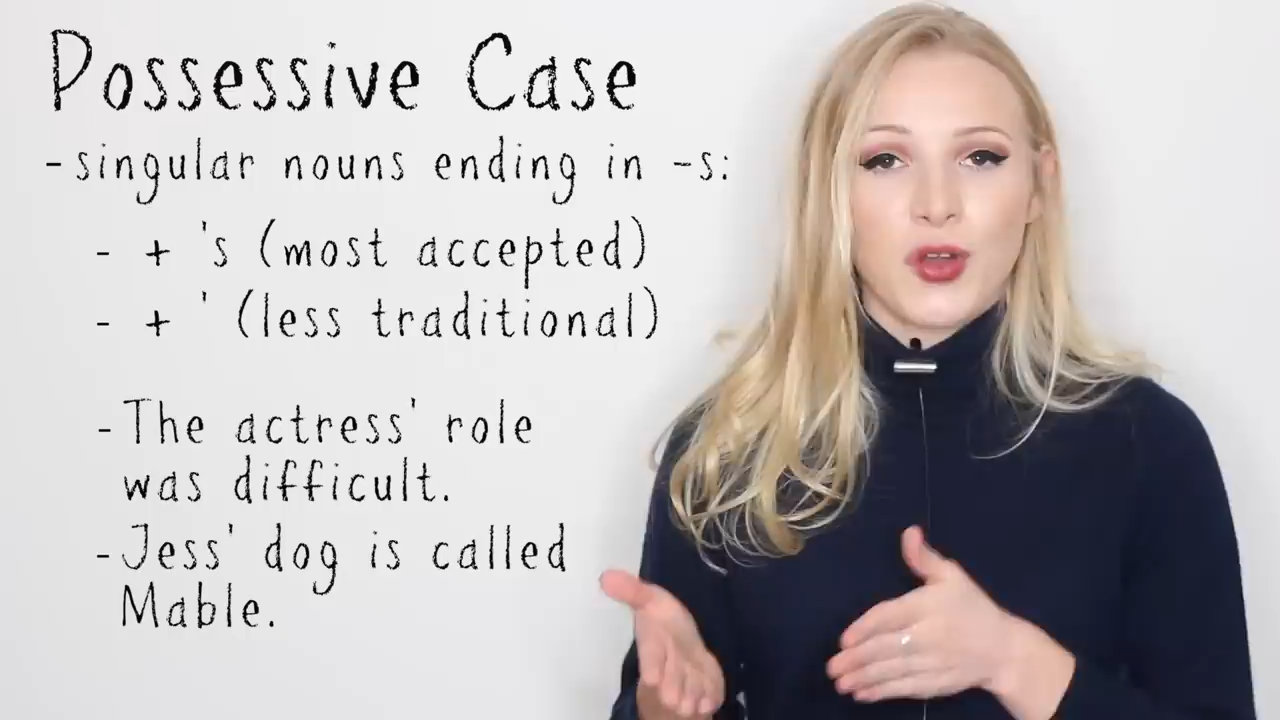 Possessive Case
-singular nouns ending in -s:
- + 's (most accepted)
- + ' (less traditional)
-The actress' role
was difficult.
-Jess' dog is called
Mable.